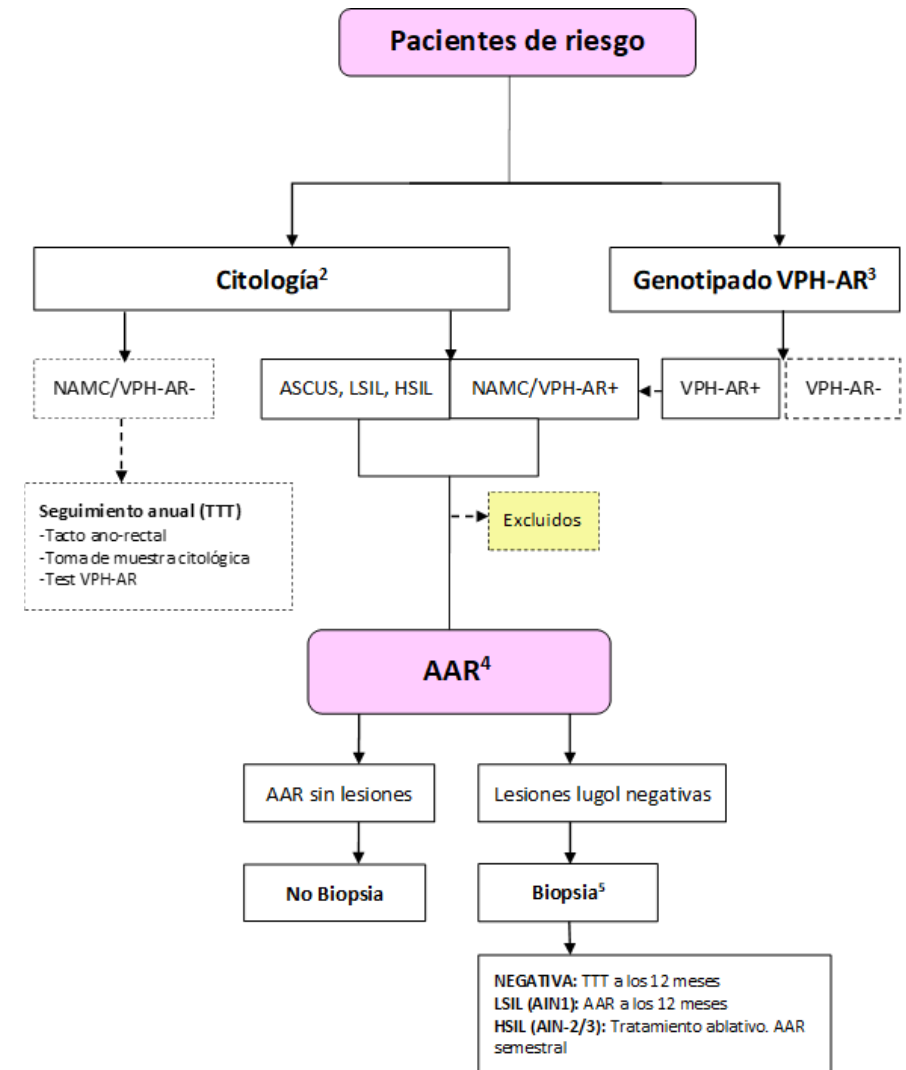 Pacientes de riesgo
Citología²
Genotipado VPH-AR³
NAMC/VPH-AR-
ASCUS, LSIL, HSIL
NAMC/VPH-AR+
VPH-AR+
VPH-AR-
Seguimiento anual (TTT)
-Tacto ano-rectal
-Toma de muestra citológica
-Test VPH-AR
Excluidos
AAR⁴
AAR sin lesiones
Lesiones lugol negativas
No Biopsia
Biopsia⁵
NEGATIVA: TTT a los 12 meses
LSIL (AIN1): AAR a los 12 meses
HSIL (AIN-2/3): Tratamiento ablativo. AAR
semestral